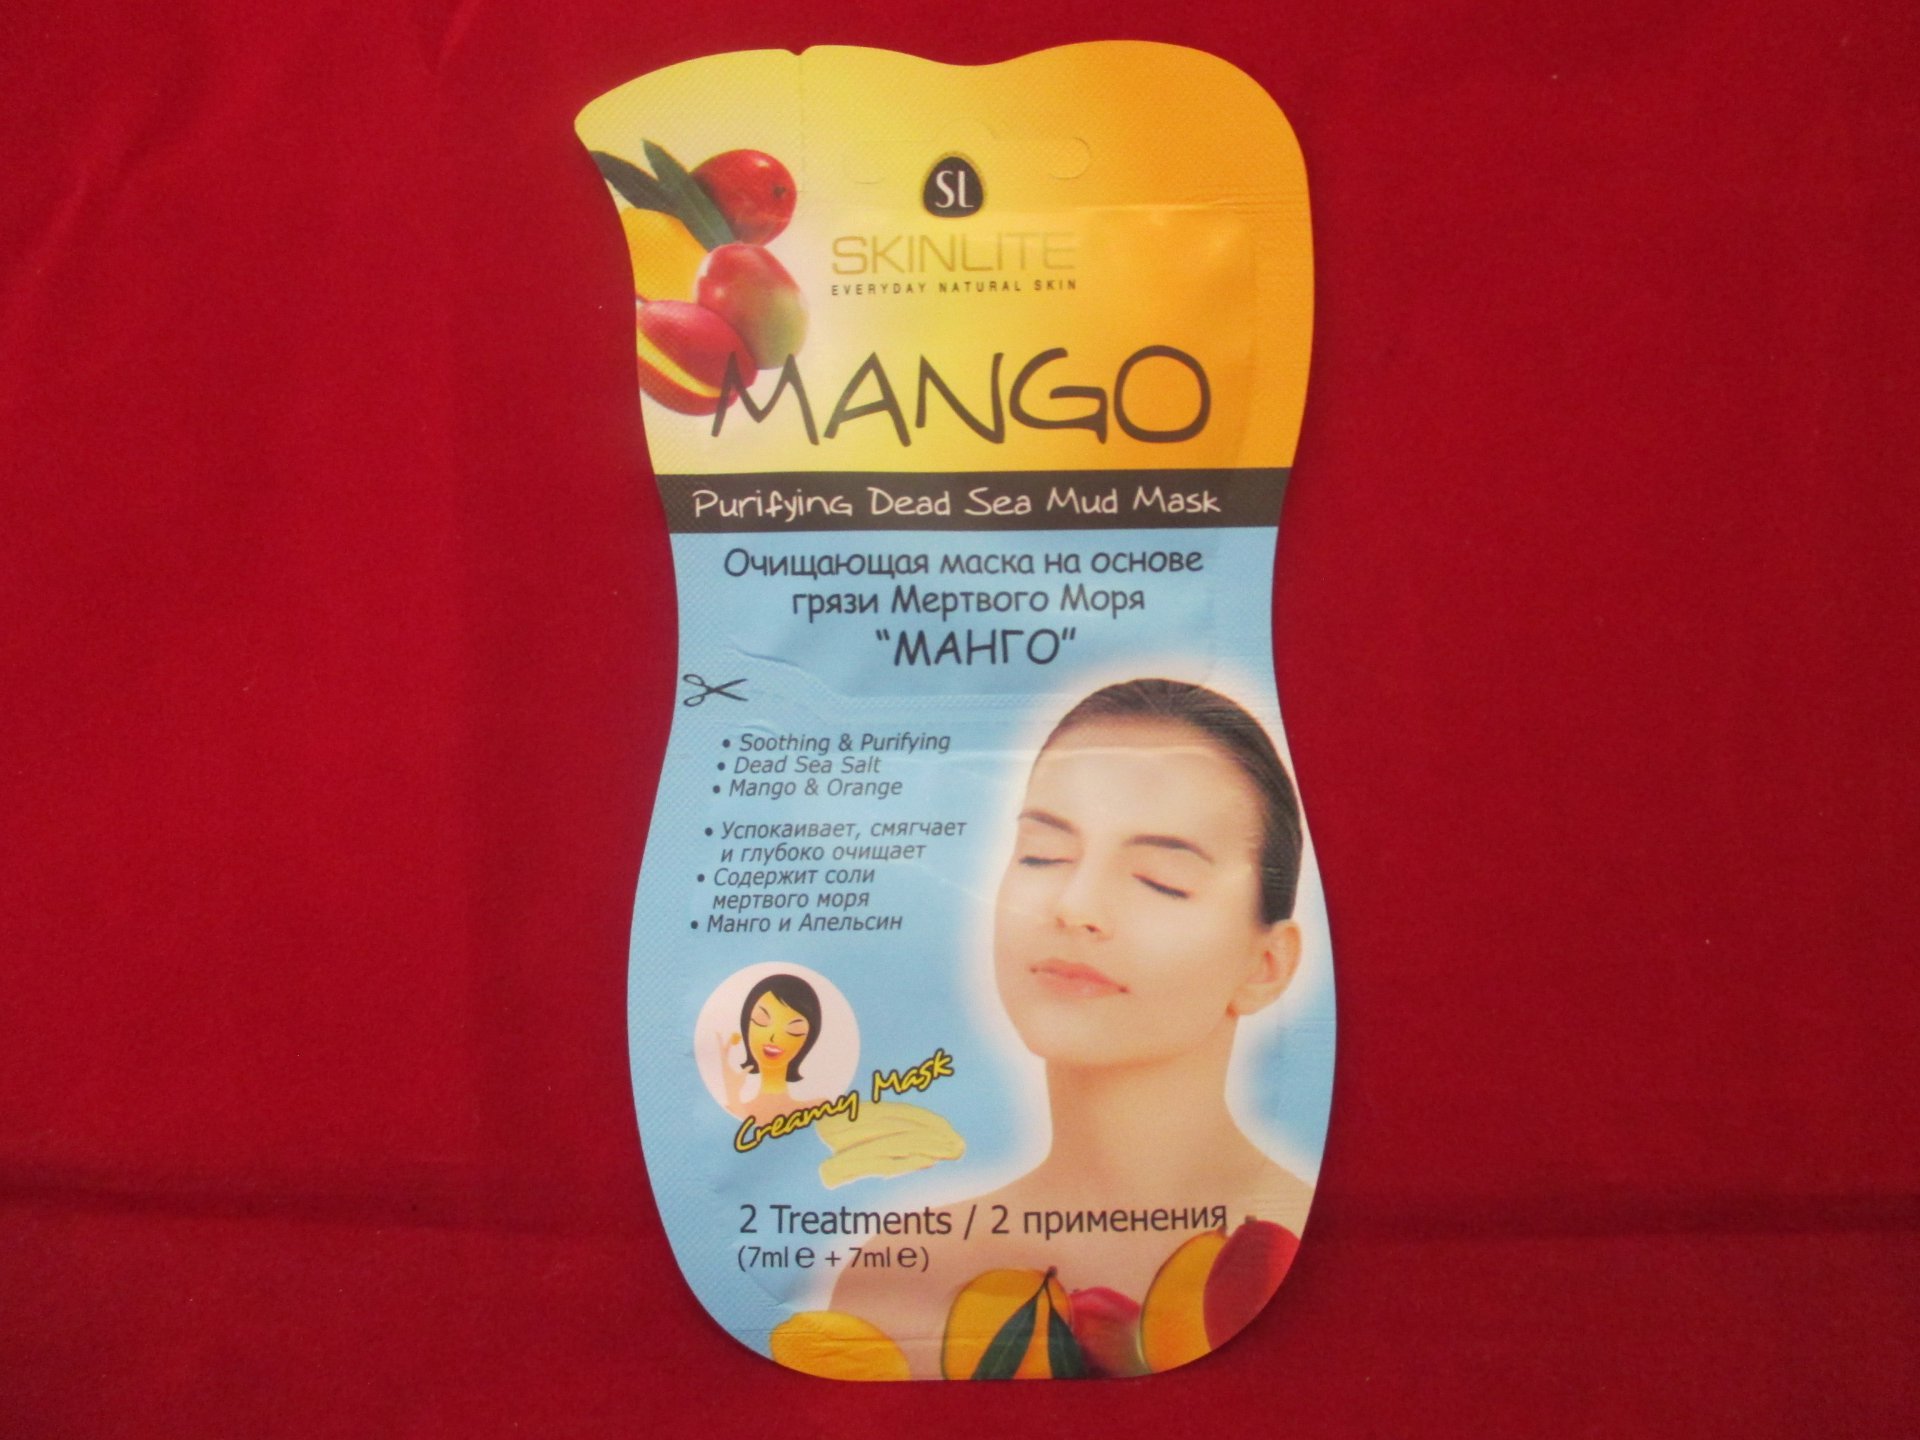 SL
SKINLITE
EVERYDAY NATURAL SKIN
MANGO
Purifying Dead Sea Mud Mask
Очищающая маска на основе
грязи Мертвого Моря
"МАНГО"
• Soothing & Purifying
• Dead Sea Salt
• Mango & Orange
• Успокаивает, смягчает
и глубоко очищает
• Содержит соли
мертвого моря
• Манго и Апельсин
Creamy Mask
2 Treatments / 2 применения
(7ml ℮ + 7ml ℮)